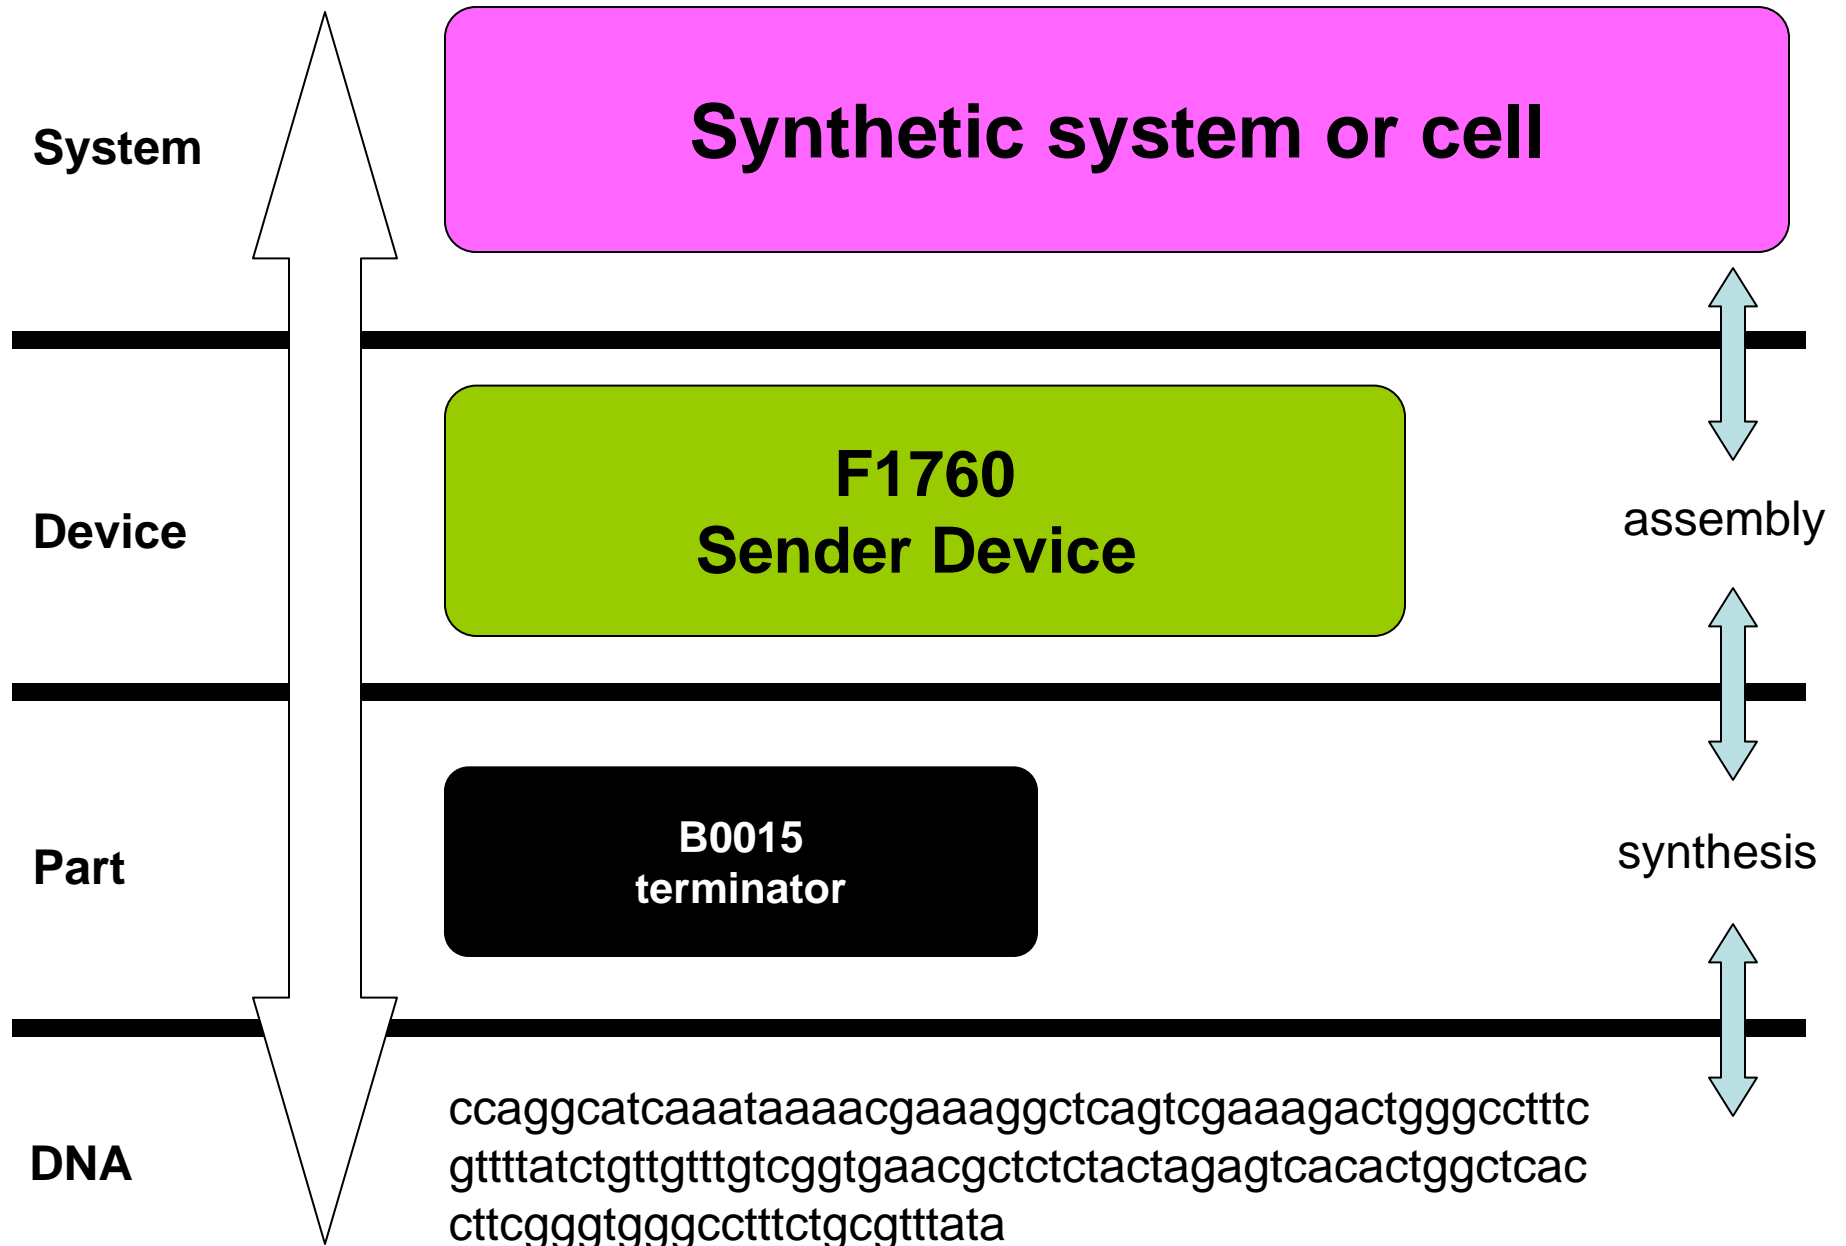 System
Synthetic system or cell
Device
F1760
Sender Device
assembly
Part
B0015
terminator
synthesis
DNA
ccaggcatcaaataaaacgaaaggctcagtcgaaagactgggcctttc
gttttatctgttgtttgtcggtgaacgctctctactagagtcacactggctcac
cttcgggtgggcctttctgcgtttata